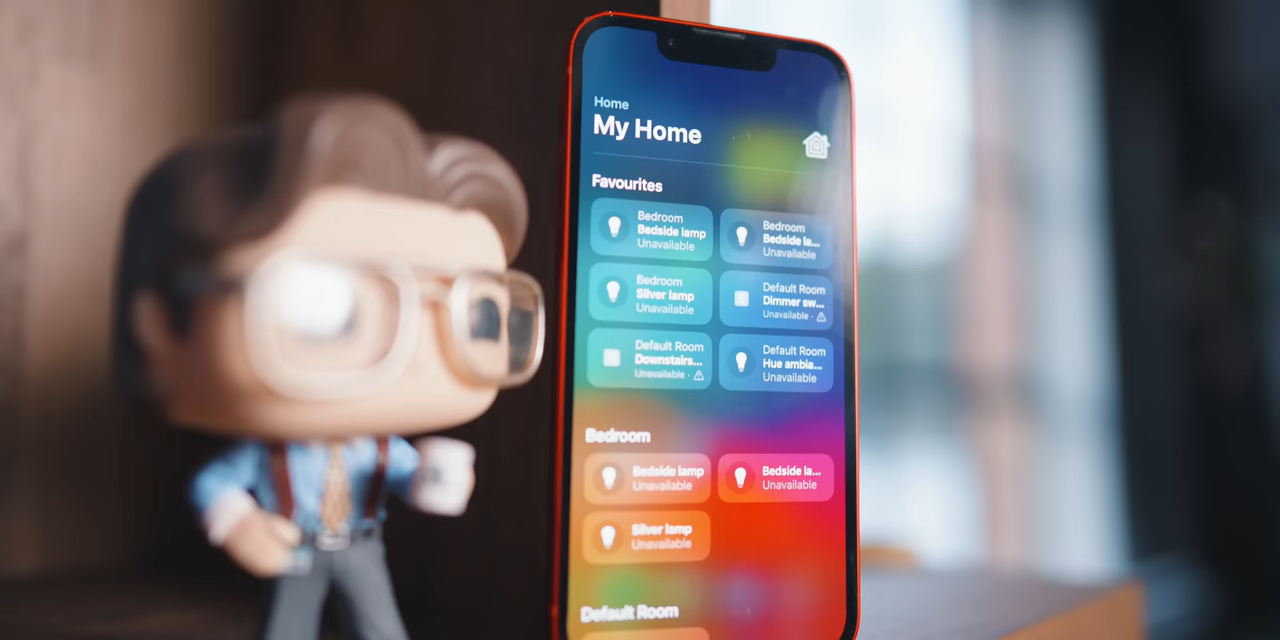 Home
My Home
Favourites
Bedroom
Bedside lamp
Unavailable
Bedroom
Bedside la...
Unavailable
Bedroom
Silver lamp
Unavailable
Default Room
Dimmer sw...
Unavailable ·
Default Room
Downstairs...
Unavailable ·
Default Room
Hue ambia...
Unavailable
Bedroom
Bedside lamp
Unavailable
Bedside la...
Unavailable
Silver lamp
Unavailable
Default Room